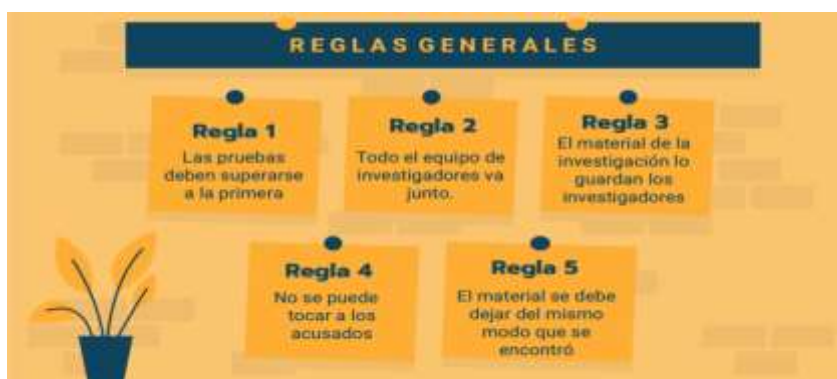 REGLAS GENERALES
Regla 1
Las pruebas
deben superarse
a la primera
Regla 2
Todo el equipo de
investigadores va
junto.
Regla 3
El material de la
investigación lo
guardan los
investigadores
Regla 4
No se puede
tocar a los
acusados
Regla 5
El material se debe
dejar del mismo
modo que se
encontró